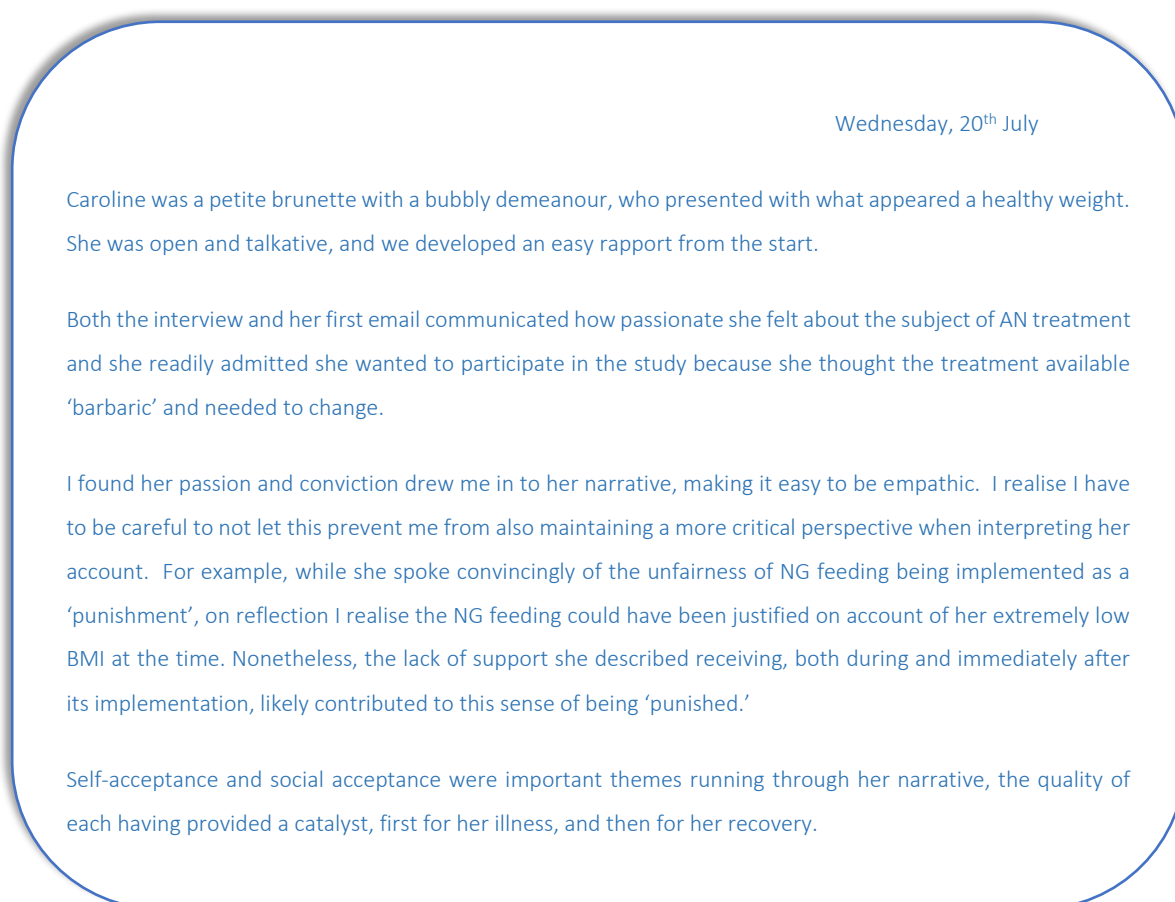 Wednesday, 20th July
Caroline was a petite brunette with a bubbly demeanour, who presented with what appeared a healthy weight.
She was open and talkative, and we developed an easy rapport from the start.
Both the interview and her first email communicated how passionate she felt about the subject of AN treatment
and she readily admitted she wanted to participate in the study because she thought the treatment available
‘barbaric’ and needed to change.
I found her passion and conviction drew me in to her narrative, making it easy to be empathic.  I realise I have
to be careful to not let this prevent me from also maintaining a more critical perspective when interpreting her
account.  For example, while she spoke convincingly of the unfairness of NG feeding being implemented as a
‘punishment’, on reflection I realise the NG feeding could have been justified on account of her extremely low
BMI at the time. Nonetheless, the lack of support she described receiving, both during and immediately after
its implementation, likely contributed to this sense of being ‘punished.’
Self-acceptance and social acceptance were important themes running through her narrative, the quality of
each having provided a catalyst, first for her illness, and then for her recovery.